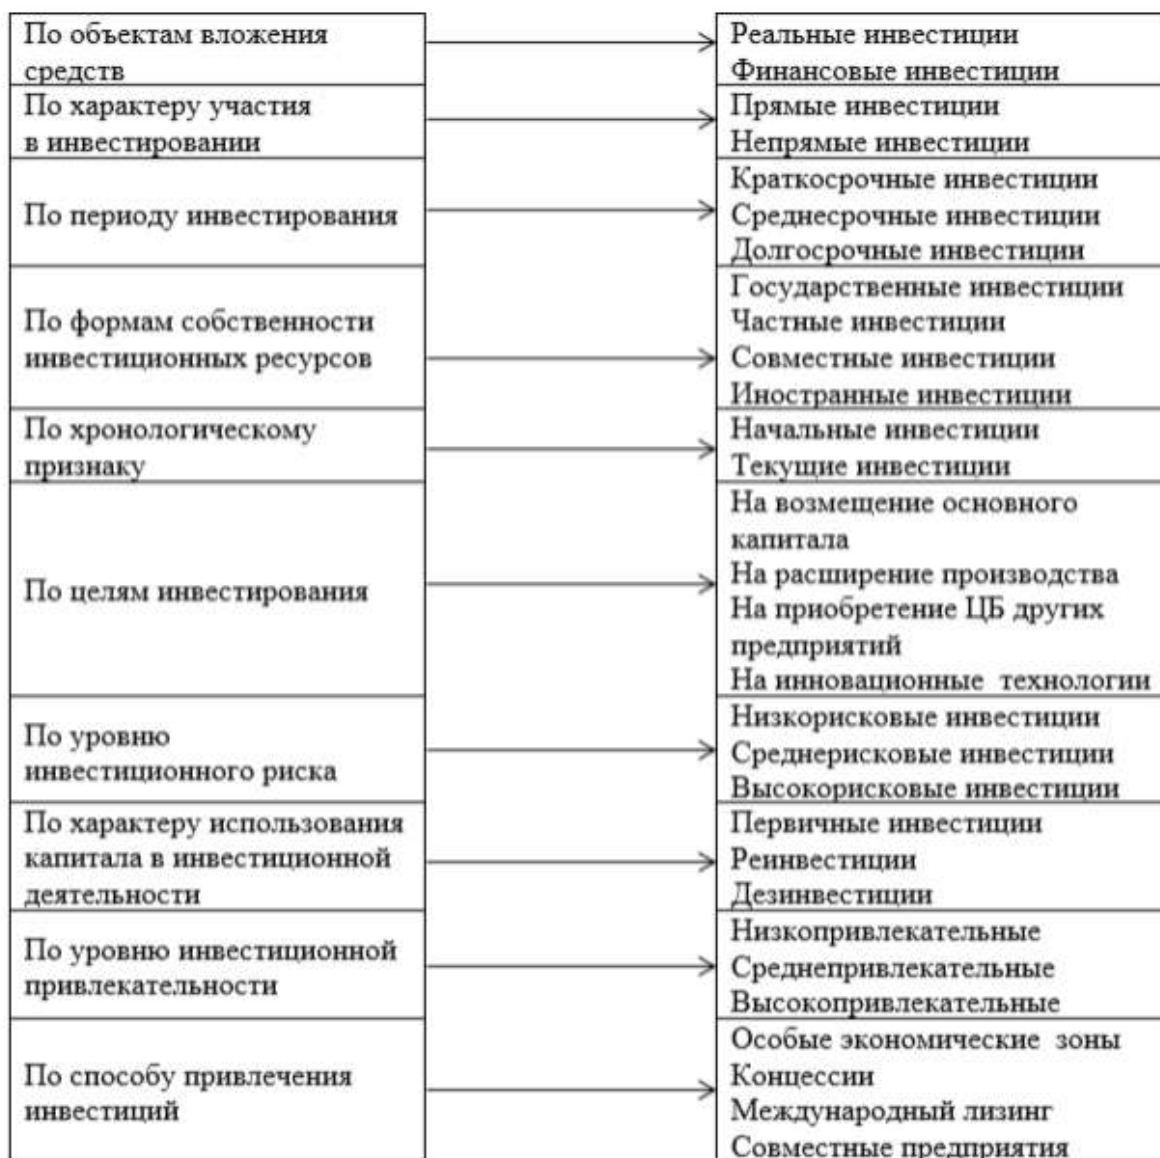 По объектам вложения
средств
Реальные инвестиции
Финансовые инвестиции
По характеру участия
в инвестировании
Прямые инвестиции
Непрямые инвестиции
По периоду инвестирования
Краткосрочные инвестиции
Среднесрочные инвестиции
Долгосрочные инвестиции
По формам собственности
инвестиционных ресурсов
Государственные инвестиции
Частные инвестиции
Совместные инвестиции
Иностранные инвестиции
По хронологическому
признаку
Начальные инвестиции
Текущие инвестиции
По целям инвестирования
На возмещение основного
капитала
На расширение производства
На приобретение ЦБ других
предприятий
На инновационные технологии
По уровню
инвестиционного риска
Низкорисковые инвестиции
Среднерисковые инвестиции
Высокорисковые инвестиции
По характеру использования
капитала в инвестиционной
деятельности
Первичные инвестиции
Реинвестиции
Дезинвестиции
По уровню инвестиционной
привлекательности
Низкопривлекательные
Среднепривлекательные
Высокопривлекательные
По способу привлечения
инвестиций
Особые экономические зоны
Концессии
Международный лизинг
Совместные предприятия